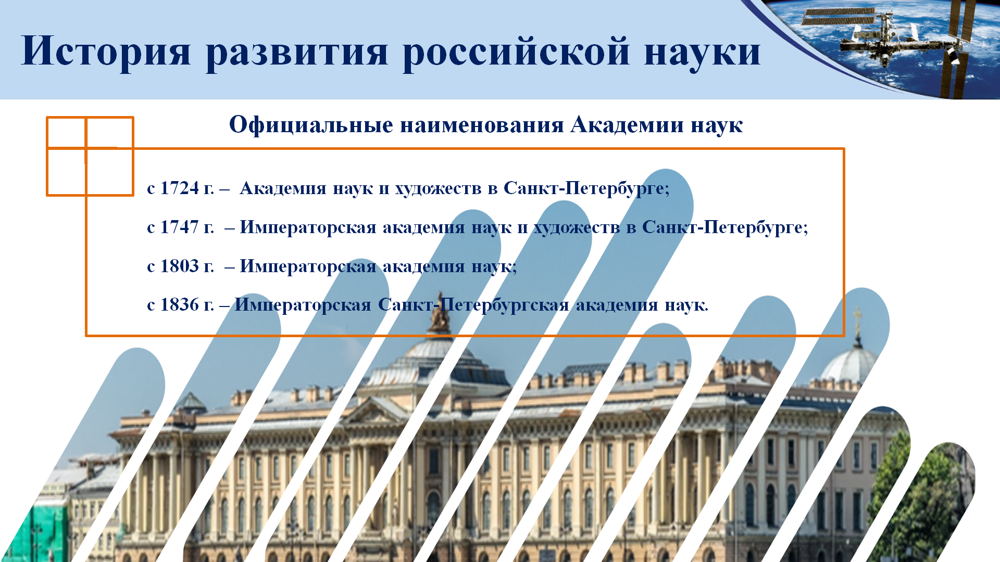 История развития российской науки
Официальные наименования Академии наук
с 1724 г. – Академия наук и художеств в Санкт-Петербурге;
с 1747 г. – Императорская академия наук и художеств в Санкт-Петербурге;
с 1803 г. – Императорская академия наук;
с 1836 г. – Императорская Санкт-Петербургская академия наук.